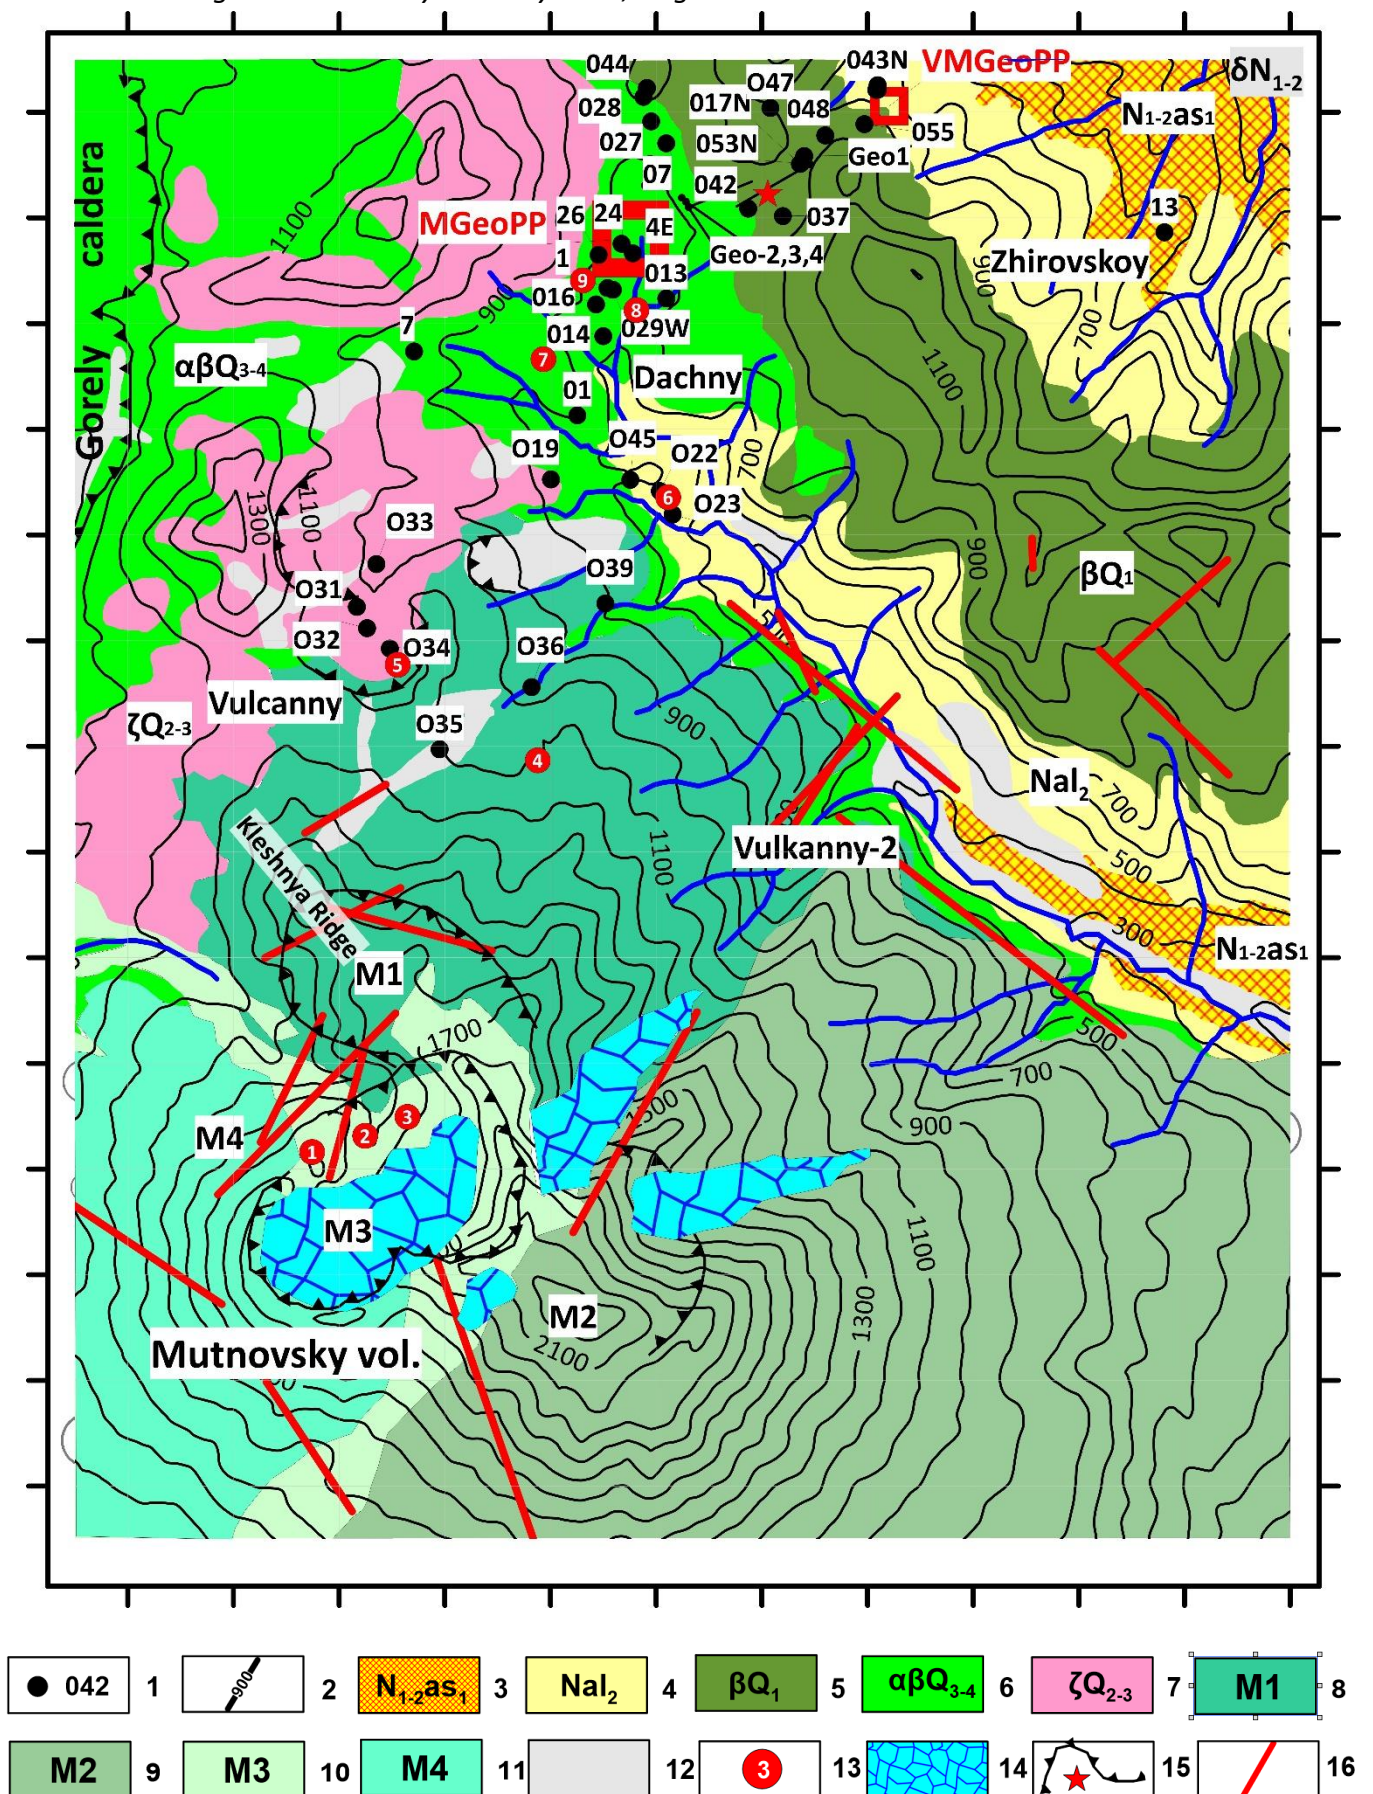 044
043N
VMGeoPP
δN1-2
O47
028
017N
048
N1-2as1
027
053N
055
Geo1
07
042
26
24
037
13
MGeoPP
4E
1100
1
Geo-2,3,4
Zhirovskoy
900
Gorely caldera
9
013
016
900
8
7
014
029W
700
αβQ3-4
7
Dachny
1100
01
O19
O45
O22
700
1300
1100
6
O23
O33
900
O39
βQ1
O31
O32
O34
O36
5
Vulcanny
ζQ2-3
O35
900
4
Nal2
700
Kleshnya Ridge
1100
Vulkanny-2
500
300
N1-2as1
M1
1700
500
700
M4
1
2
3
1500
900
M3
1100
M2
1300
Mutnovsky vol.
2100
042 1
900 2
N1-2as1 3
Nal2 4
βQ1 5
αβQ3-4 6
ζQ2-3 7
M1 8
M2 9
M3 10
M4 11
12
3 13
14
15
16